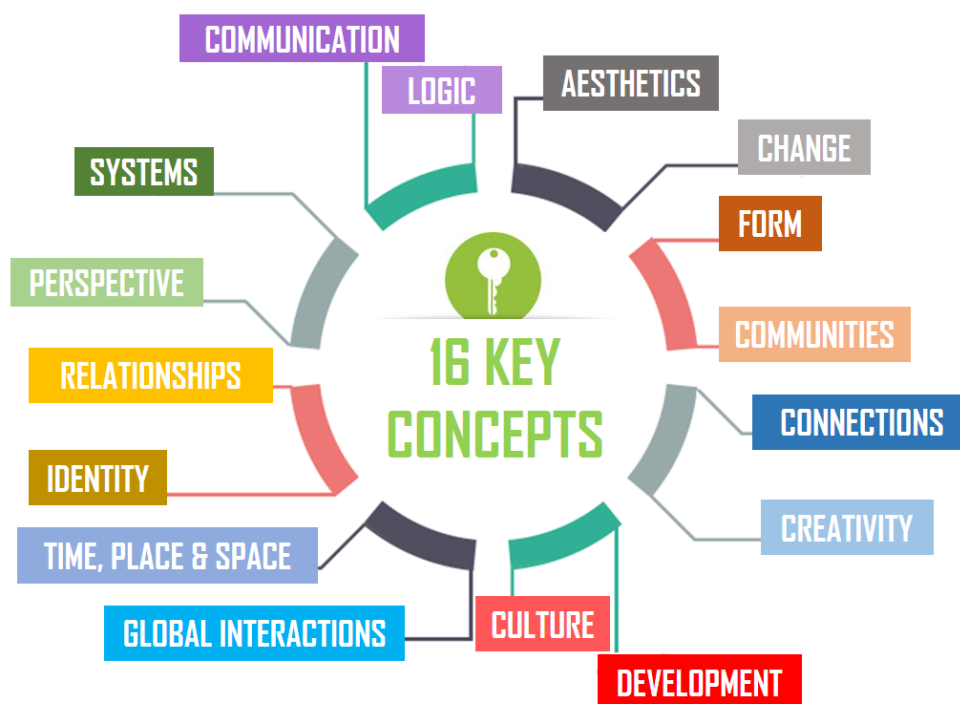 COMMUNICATION
LOGIC
AESTHETICS
CHANGE
SYSTEMS
FORM
PERSPECTIVE
COMMUNITIES
16 KEY
CONCEPTS
RELATIONSHIPS
CONNECTIONS
IDENTITY
CREATIVITY
TIME, PLACE & SPACE
GLOBAL INTERACTIONS
CULTURE
DEVELOPMENT